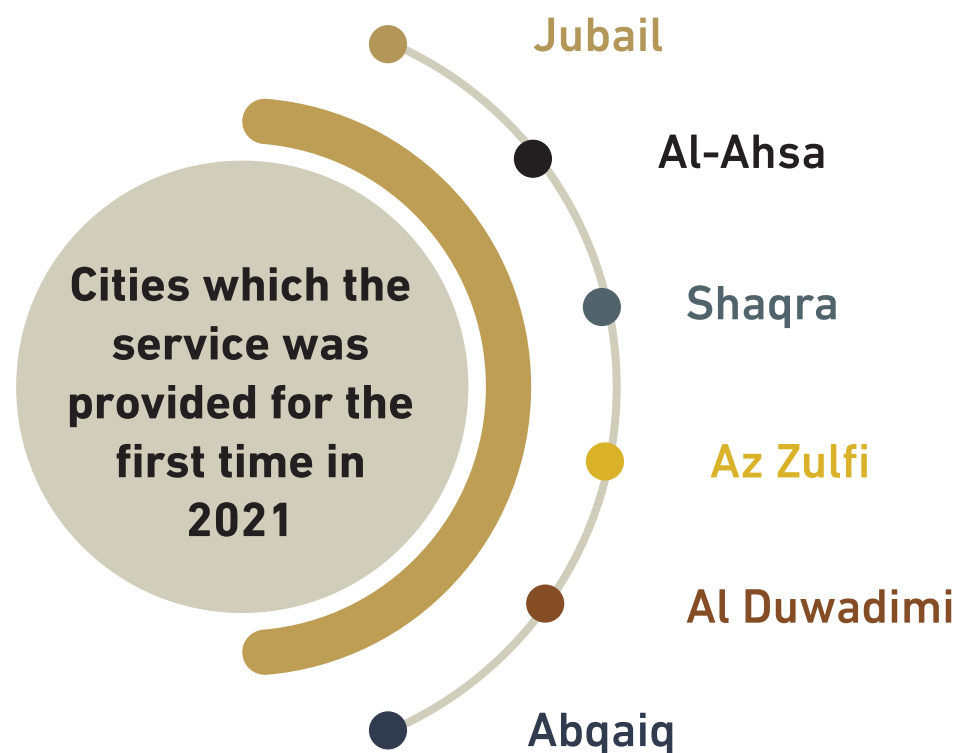 Jubail
Al-Ahsa
Shaqra
Az Zulfi
Al Duwadimi
Abqaiq
Cities which the
service was
provided for the
first time in
2021